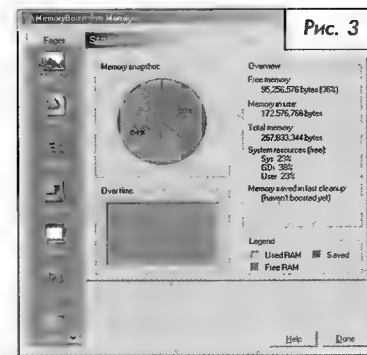 Рис. 3
Pages
Memory snapshot:
64%
Overtime:
Overview
Free memory:
95,256,576 bytes (36%)
Memory in use:
172,576,768 bytes
Total memory:
267,833,344 bytes
System resources (free):
Sys 23%
GDI 38%
User 23%
Memory saved in last cleanup
(haven't boosted yet)
Legend
Used RAM
Saved
Free RAM
Help
Done